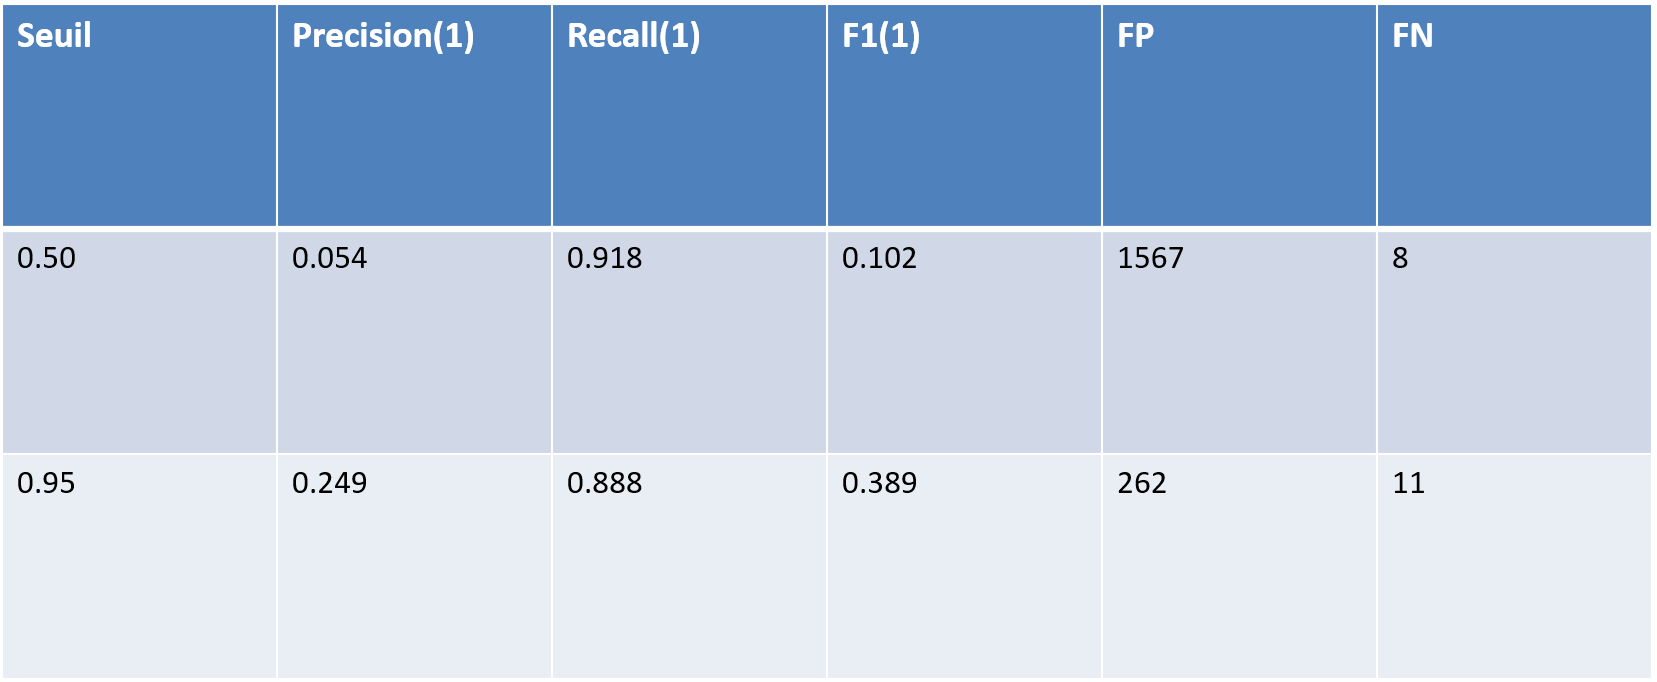 Seuil Precision(1) Recall(1) F1(1) FP FN
0.50 0.054 0.918 0.102 1567 8
0.95 0.249 0.888 0.389 262 11